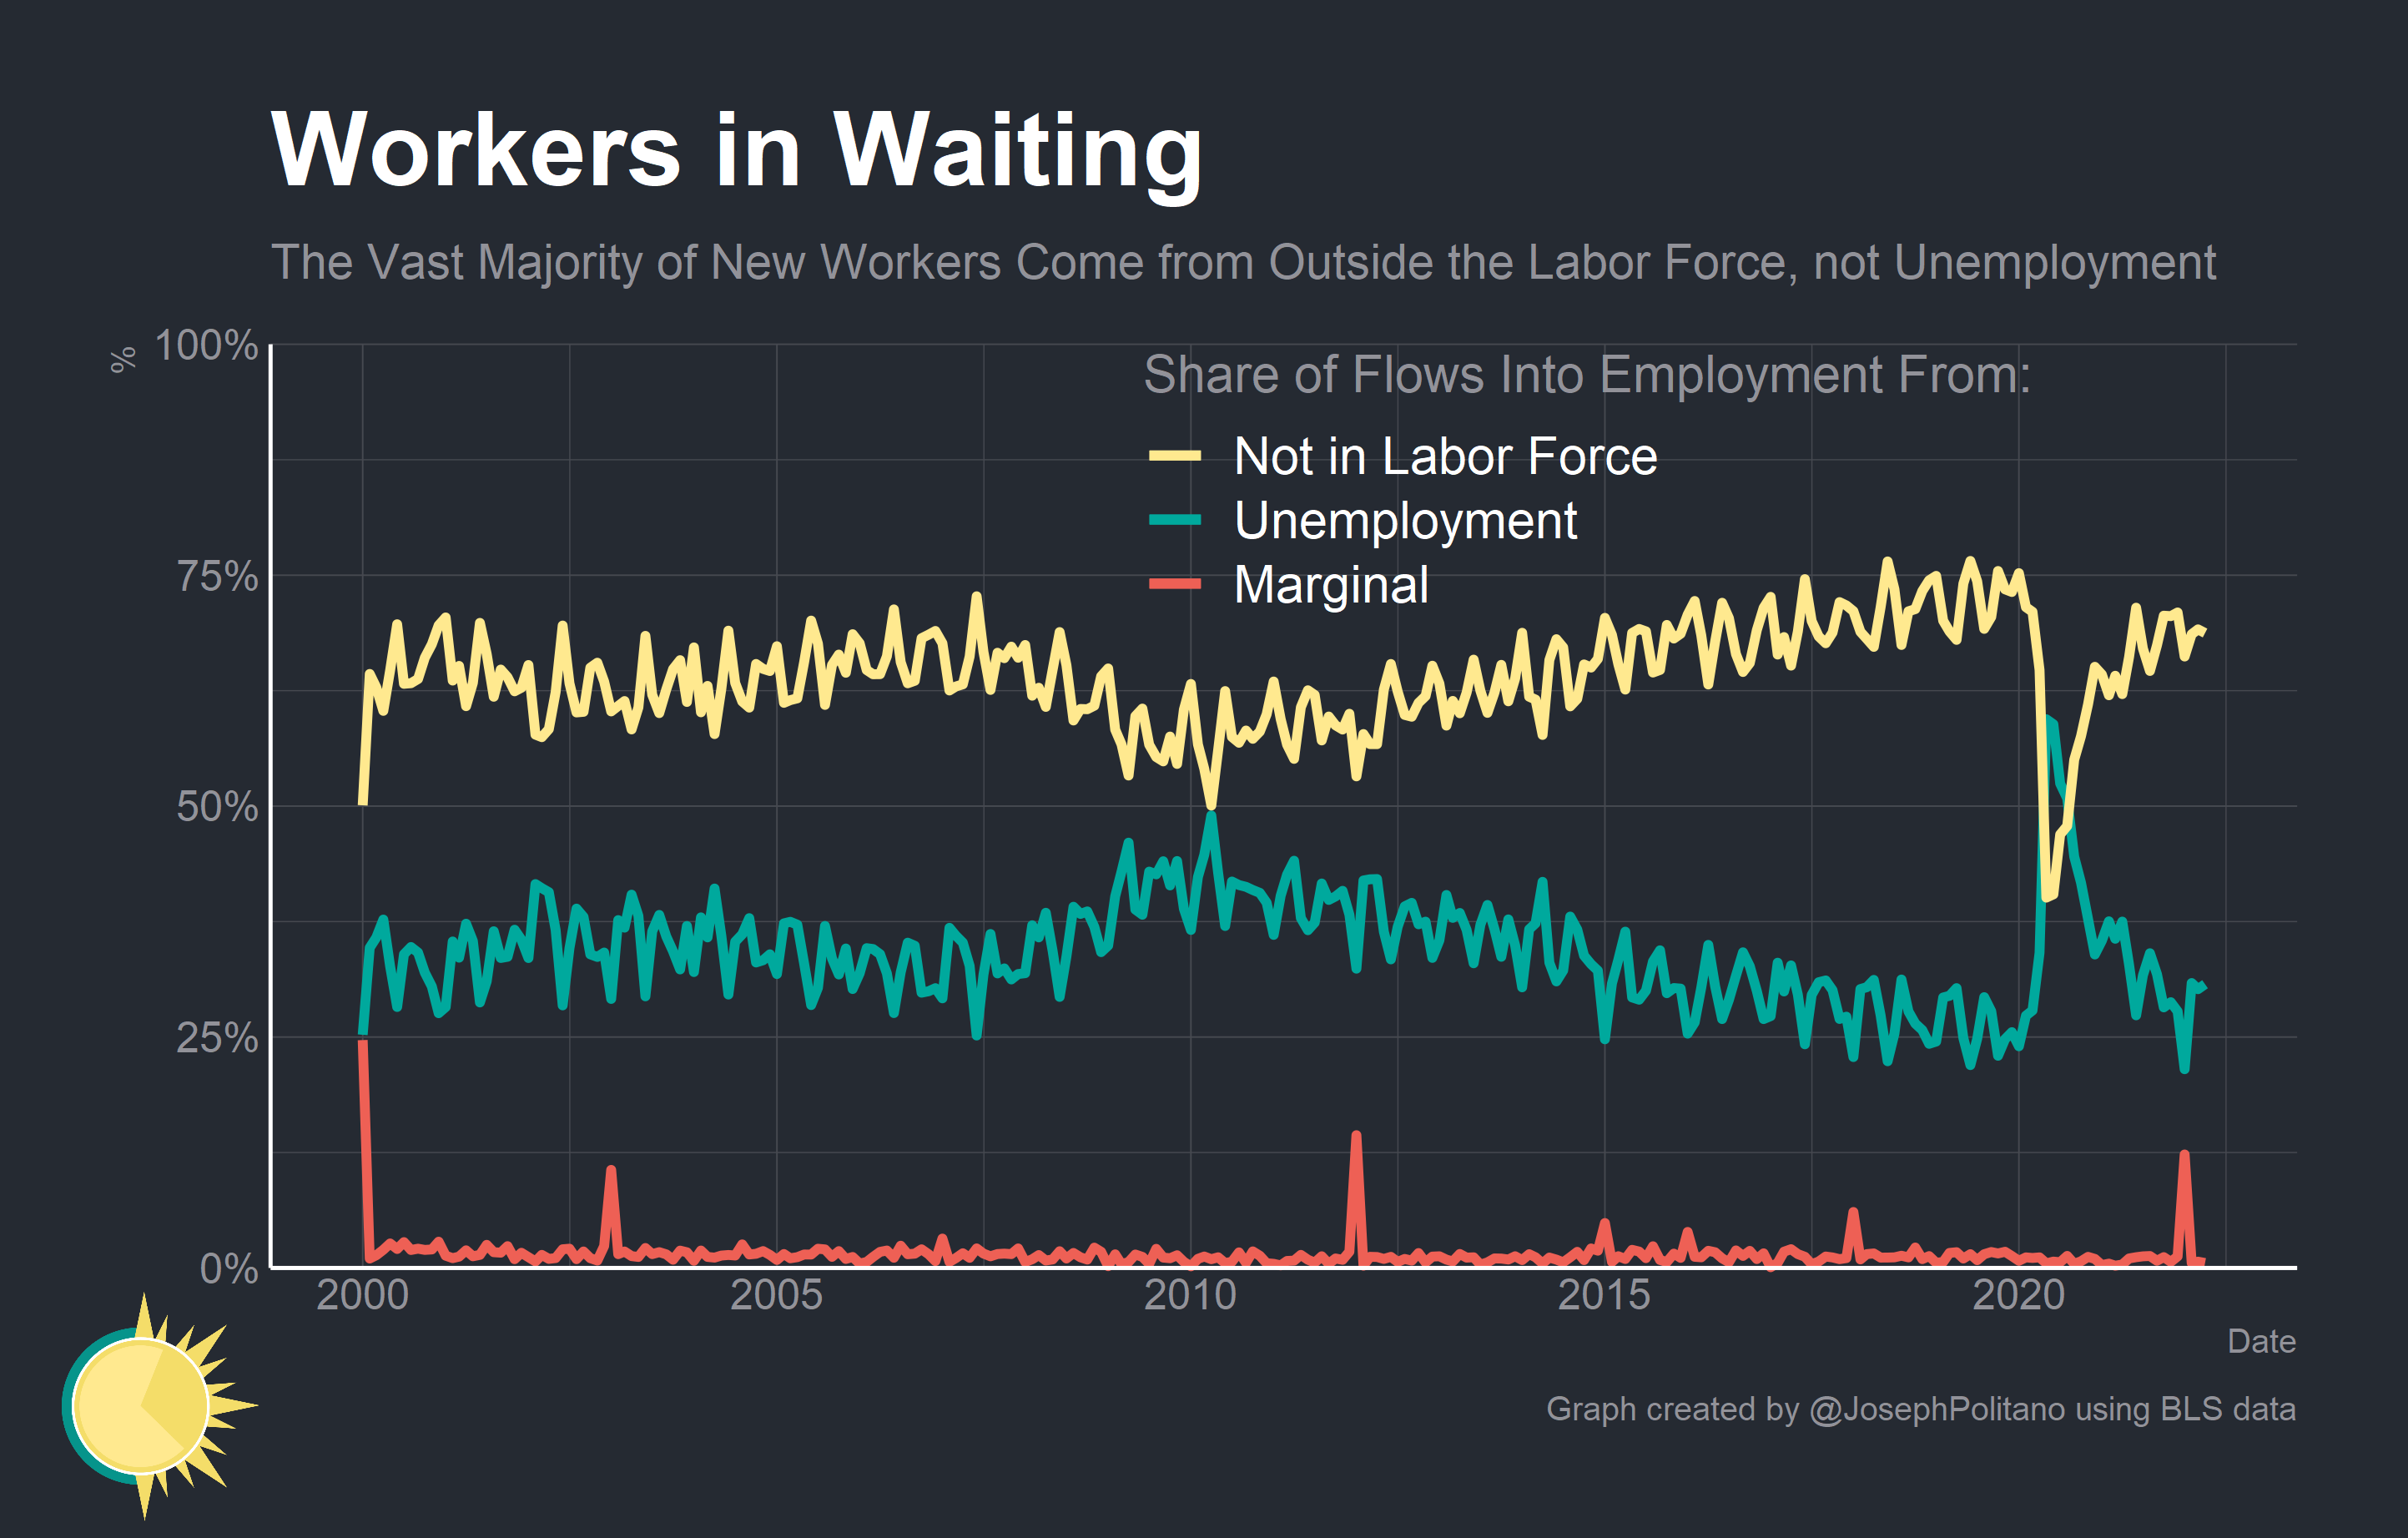 Workers in Waiting
The Vast Majority of New Workers Come from Outside the Labor Force, not Unemployment
%
100%
75%
50%
25%
0%
Share of Flows Into Employment From:
Not in Labor Force
Unemployment
Marginal
2000
2005
2010
2015
2020
Date
Graph created by @JosephPolitano using BLS data